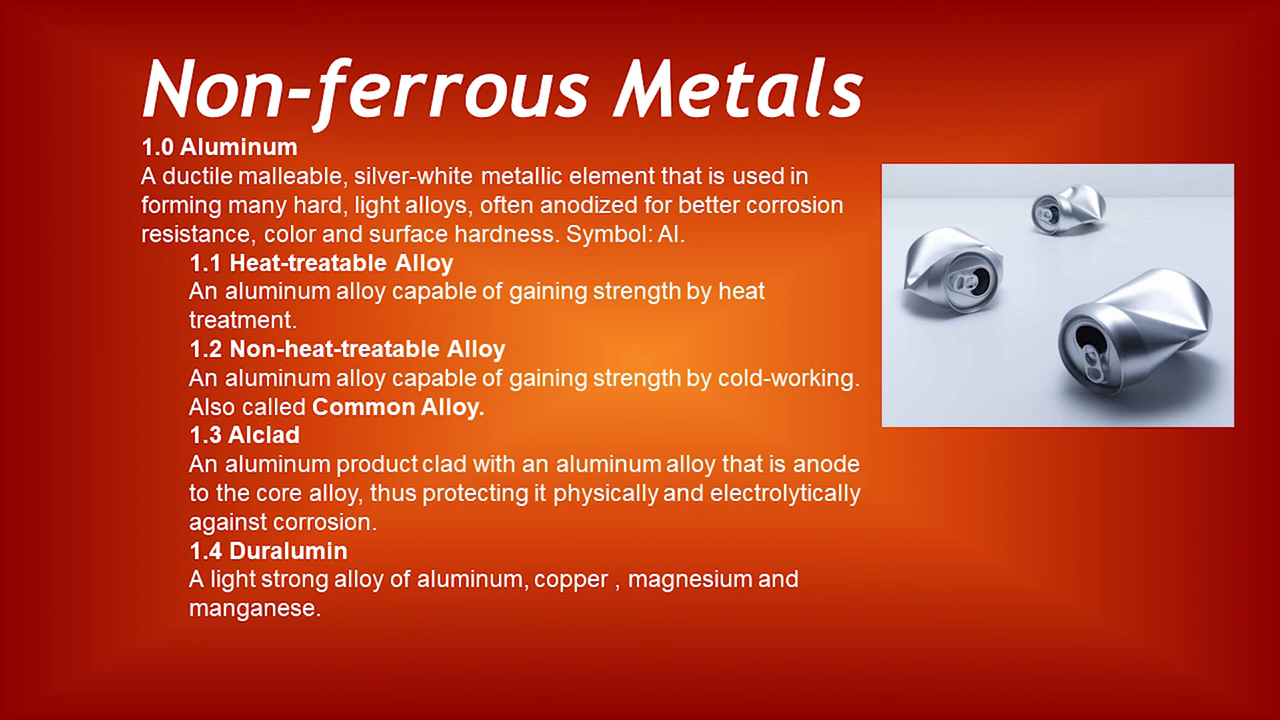 Non-ferrous Metals
1.0 Aluminum
A ductile malleable, silver-white metallic element that is used in
forming many hard, light alloys, often anodized for better corrosion
resistance, color and surface hardness. Symbol: Al.
1.1 Heat-treatable Alloy
An aluminum alloy capable of gaining strength by heat
treatment.
1.2 Non-heat-treatable Alloy
An aluminum alloy capable of gaining strength by cold-working.
Also called Common Alloy.
1.3 Alclad
An aluminum product clad with an aluminum alloy that is anode
to the core alloy, thus protecting it physically and electrolytically
against corrosion.
1.4 Duralumin
A light strong alloy of aluminum, copper , magnesium and
manganese.